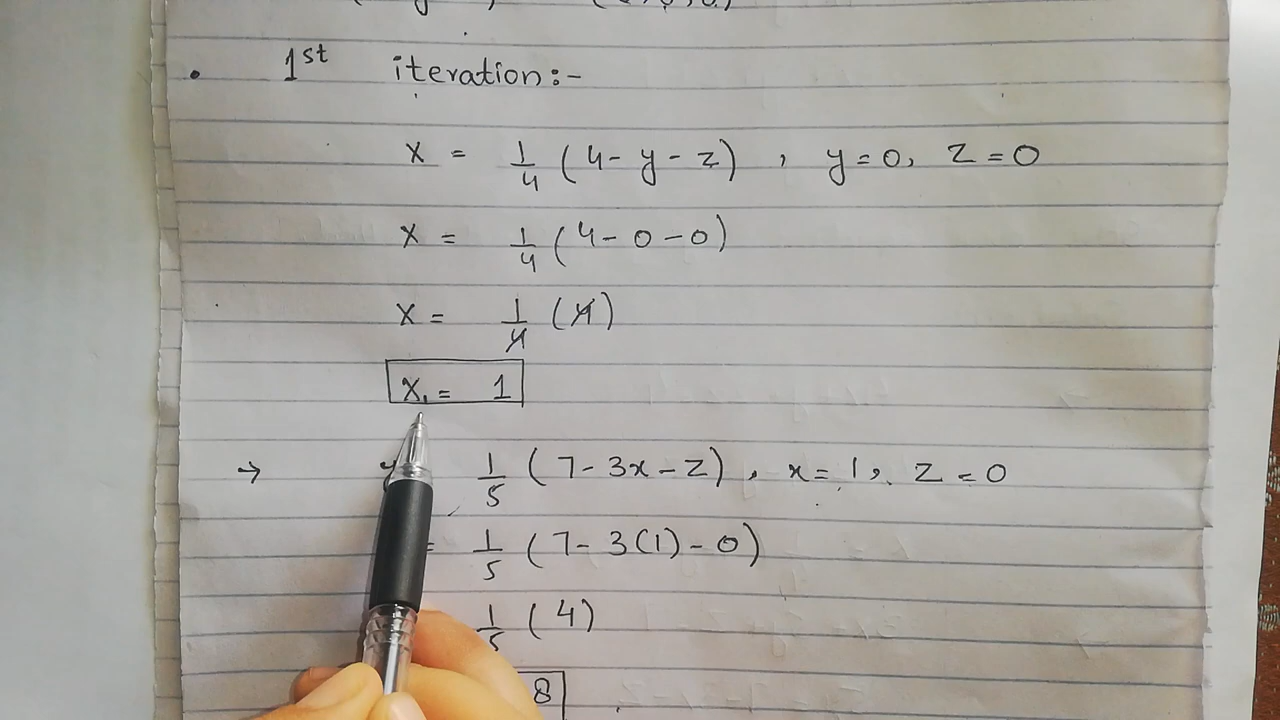 1st iteration:-
x = 1/4 (4 - y - z) , y = 0, z = 0
x = 1/4 (4 - 0 - 0)
x = 1/4 (4)
x1 = 1
→ y 1/5 (7 - 3x - z) , x = 1, z = 0
= 1/5 (7 - 3(1) - 0)
1/5 (4)
8